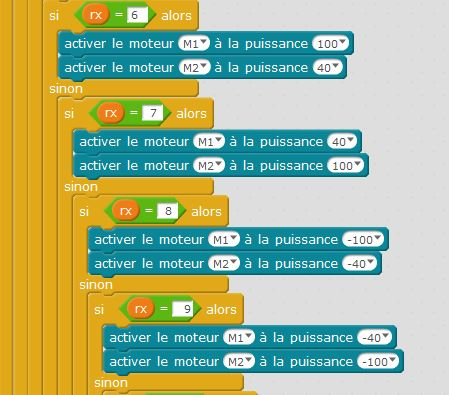 si rx = 6 alors
activer le moteur M1 à la puissance 100
activer le moteur M2 à la puissance 40
sinon
si rx = 7 alors
activer le moteur M1 à la puissance 40
activer le moteur M2 à la puissance 100
sinon
si rx = 8 alors
activer le moteur M1 à la puissance -100
activer le moteur M2 à la puissance -40
sinon
si rx = 9 alors
activer le moteur M1 à la puissance -40
activer le moteur M2 à la puissance -100
sinon